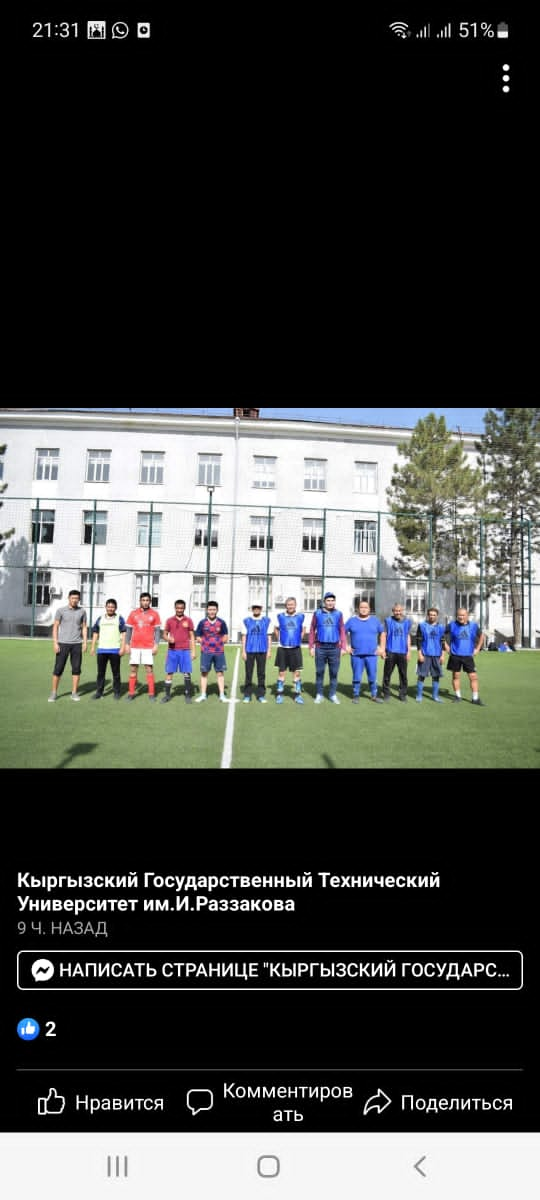 21:31
51%
Кыргызский Государственный Технический
Университет им.И.Раззакова
9 Ч. НАЗАД
НАПИСАТЬ СТРАНИЦЕ "КЫРГЫЗСКИЙ ГОСУДАРС...
2
Нравится
Комментиров
ать
Поделиться